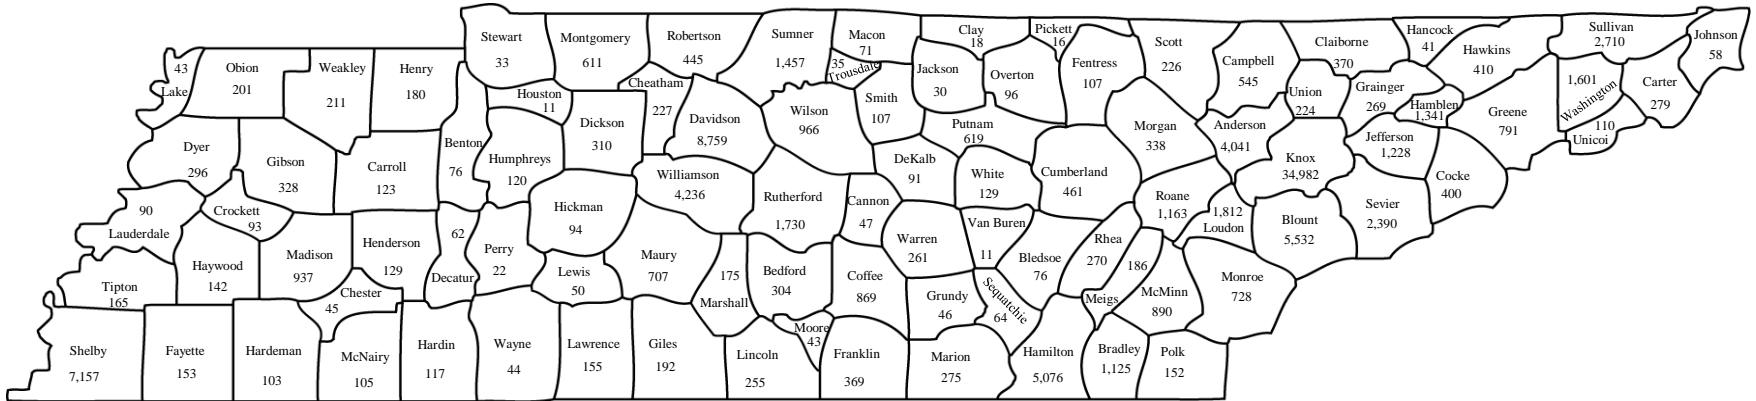 Stewart
33
Montgomery
611
Robertson
445
Sumner
1,457
Macon
71
Clay
18
Pickett
16
Scott
226
Claiborne
370
Hancock
41
Hawkins
410
Sullivan
2,710
Johnson
58
43
Lake
Obion
201
Weakley
211
Henry
180
Houston
11
Cheatham
227
35
Trousdale
Jackson
30
Overton
96
Fentress
107
Campbell
545
Union
224
Grainger
269
Hamblen
1,341
Greene
791
1,601
Washington
Carter
279
110
Unicoi
Dyer
296
Gibson
328
Carroll
123
Benton
76
Humphreys
120
Dickson
310
Davidson
8,759
Wilson
966
Smith
107
Putnam
619
Morgan
338
Anderson
4,041
Knox
34,982
Jefferson
1,228
Cocke
400
90
Lauderdale
Crockett
93
Williamson
4,236
Rutherford
1,730
Cannon
47
DeKalb
91
White
129
Cumberland
461
Roane
1,163
1,812
Loudon
Blount
5,532
Sevier
2,390
Tipton
165
Haywood
142
Madison
937
Henderson
129
62
Decatur
Perry
22
Hickman
94
Lewis
50
Maury
707
175
Marshall
Bedford
304
Coffee
869
Warren
261
Van Buren
11
Bledsoe
76
Rhea
270
186
Meigs
McMinn
890
Monroe
728
Chester
45
Grundy
46
Sequatchie
64
Moore
43
Shelby
7,157
Fayette
153
Hardeman
103
McNairy
105
Hardin
117
Wayne
44
Lawrence
155
Giles
192
Lincoln
255
Franklin
369
Marion
275
Hamilton
5,076
Bradley
1,125
Polk
152